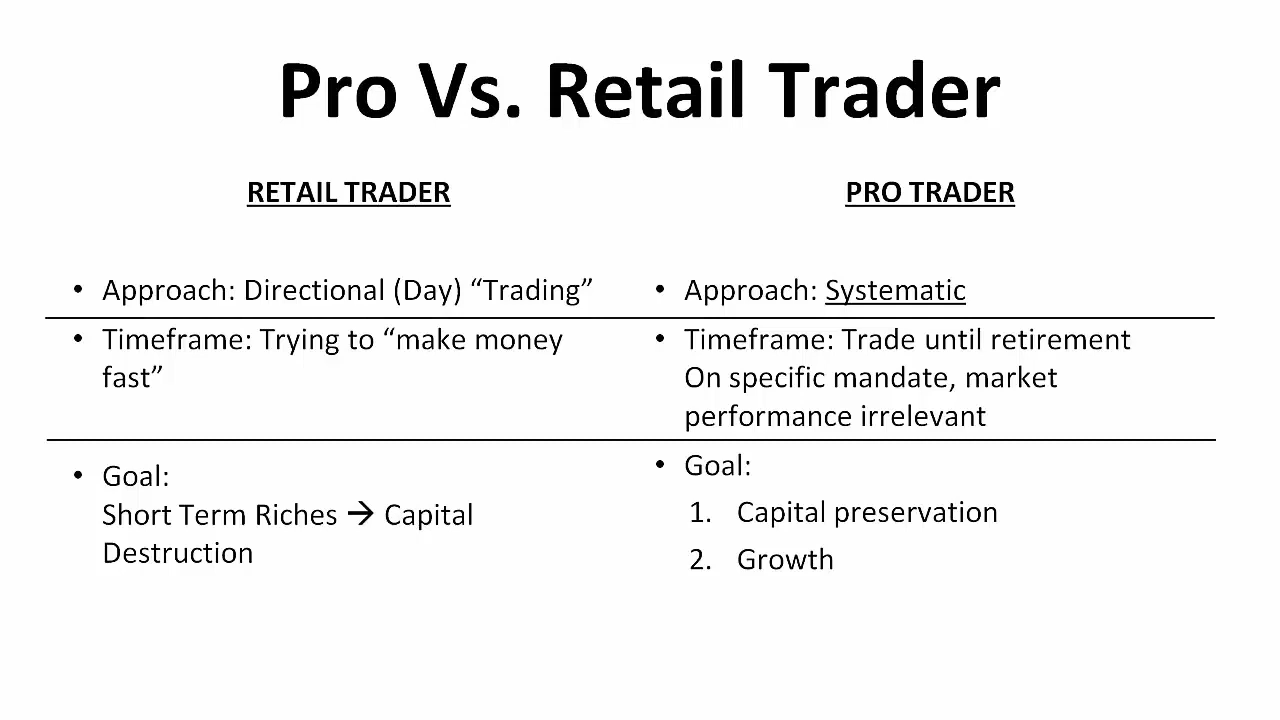 Pro Vs. Retail Trader
RETAIL TRADER
• Approach: Directional (Day) “Trading”
• Timeframe: Trying to “make money
fast”
• Goal:
Short Term Riches → Capital
Destruction
PRO TRADER
• Approach: Systematic
• Timeframe: Trade until retirement
On specific mandate, market
performance irrelevant
• Goal:
1. Capital preservation
2. Growth